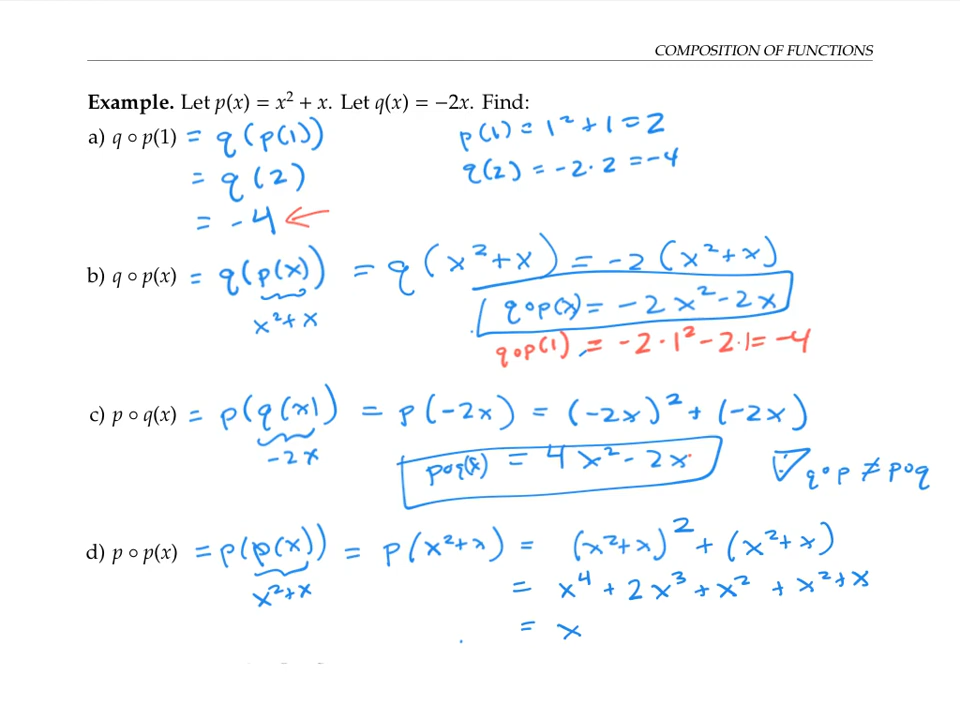 COMPOSITION OF FUNCTIONS
Example. Let p(x) = x² + x. Let q(x) = −2x. Find:
a) q ∘ p(1) = q(p(1))
p(1) = 1² + 1 = 2
= q(2)
q(2) = -2·2 = -4
= -4 ←
b) q ∘ p(x) = q(p(x)) = q(x²+x) = -2(x²+x)
x²+x
q∘p(x) = -2x²-2x
q∘p(1) = -2·1²-2·1 = -4
c) p ∘ q(x) = p(q(x)) = p(-2x) = (-2x)² + (-2x)
-2x
p∘q(x) = 4x²-2x
q∘p ≠ p∘q
d) p ∘ p(x) = p(p(x)) = p(x²+x) = (x²+x)² + (x²+x)
x²+x
= x⁴ + 2x³ + x² + x²+x
= x